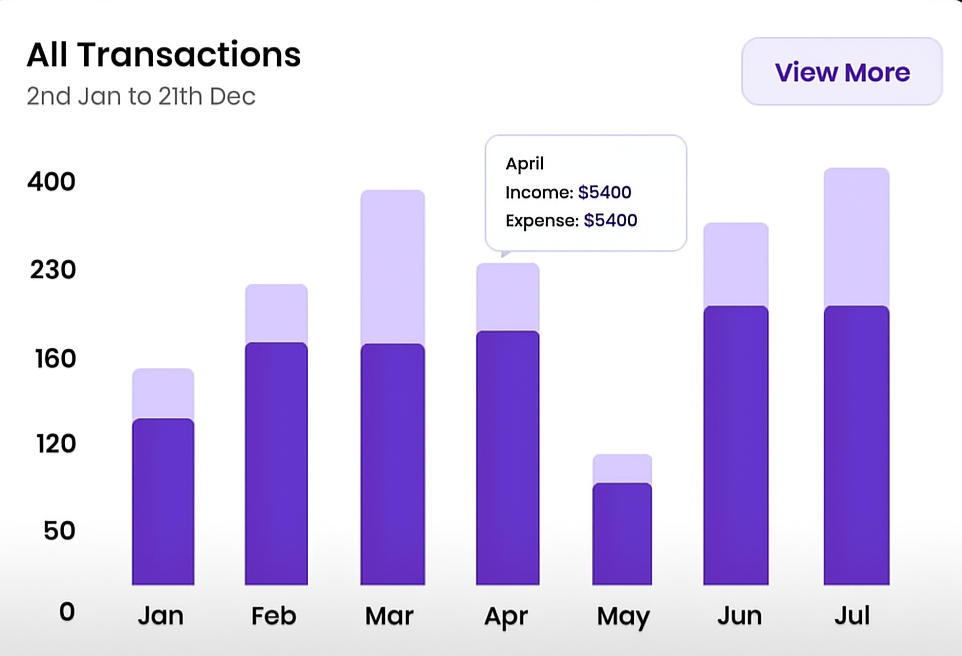 All Transactions
2nd Jan to 21th Dec
View More
April
Income: $5400
Expense: $5400
400
230
160
120
50
0
Jan
Feb
Mar
Apr
May
Jun
Jul